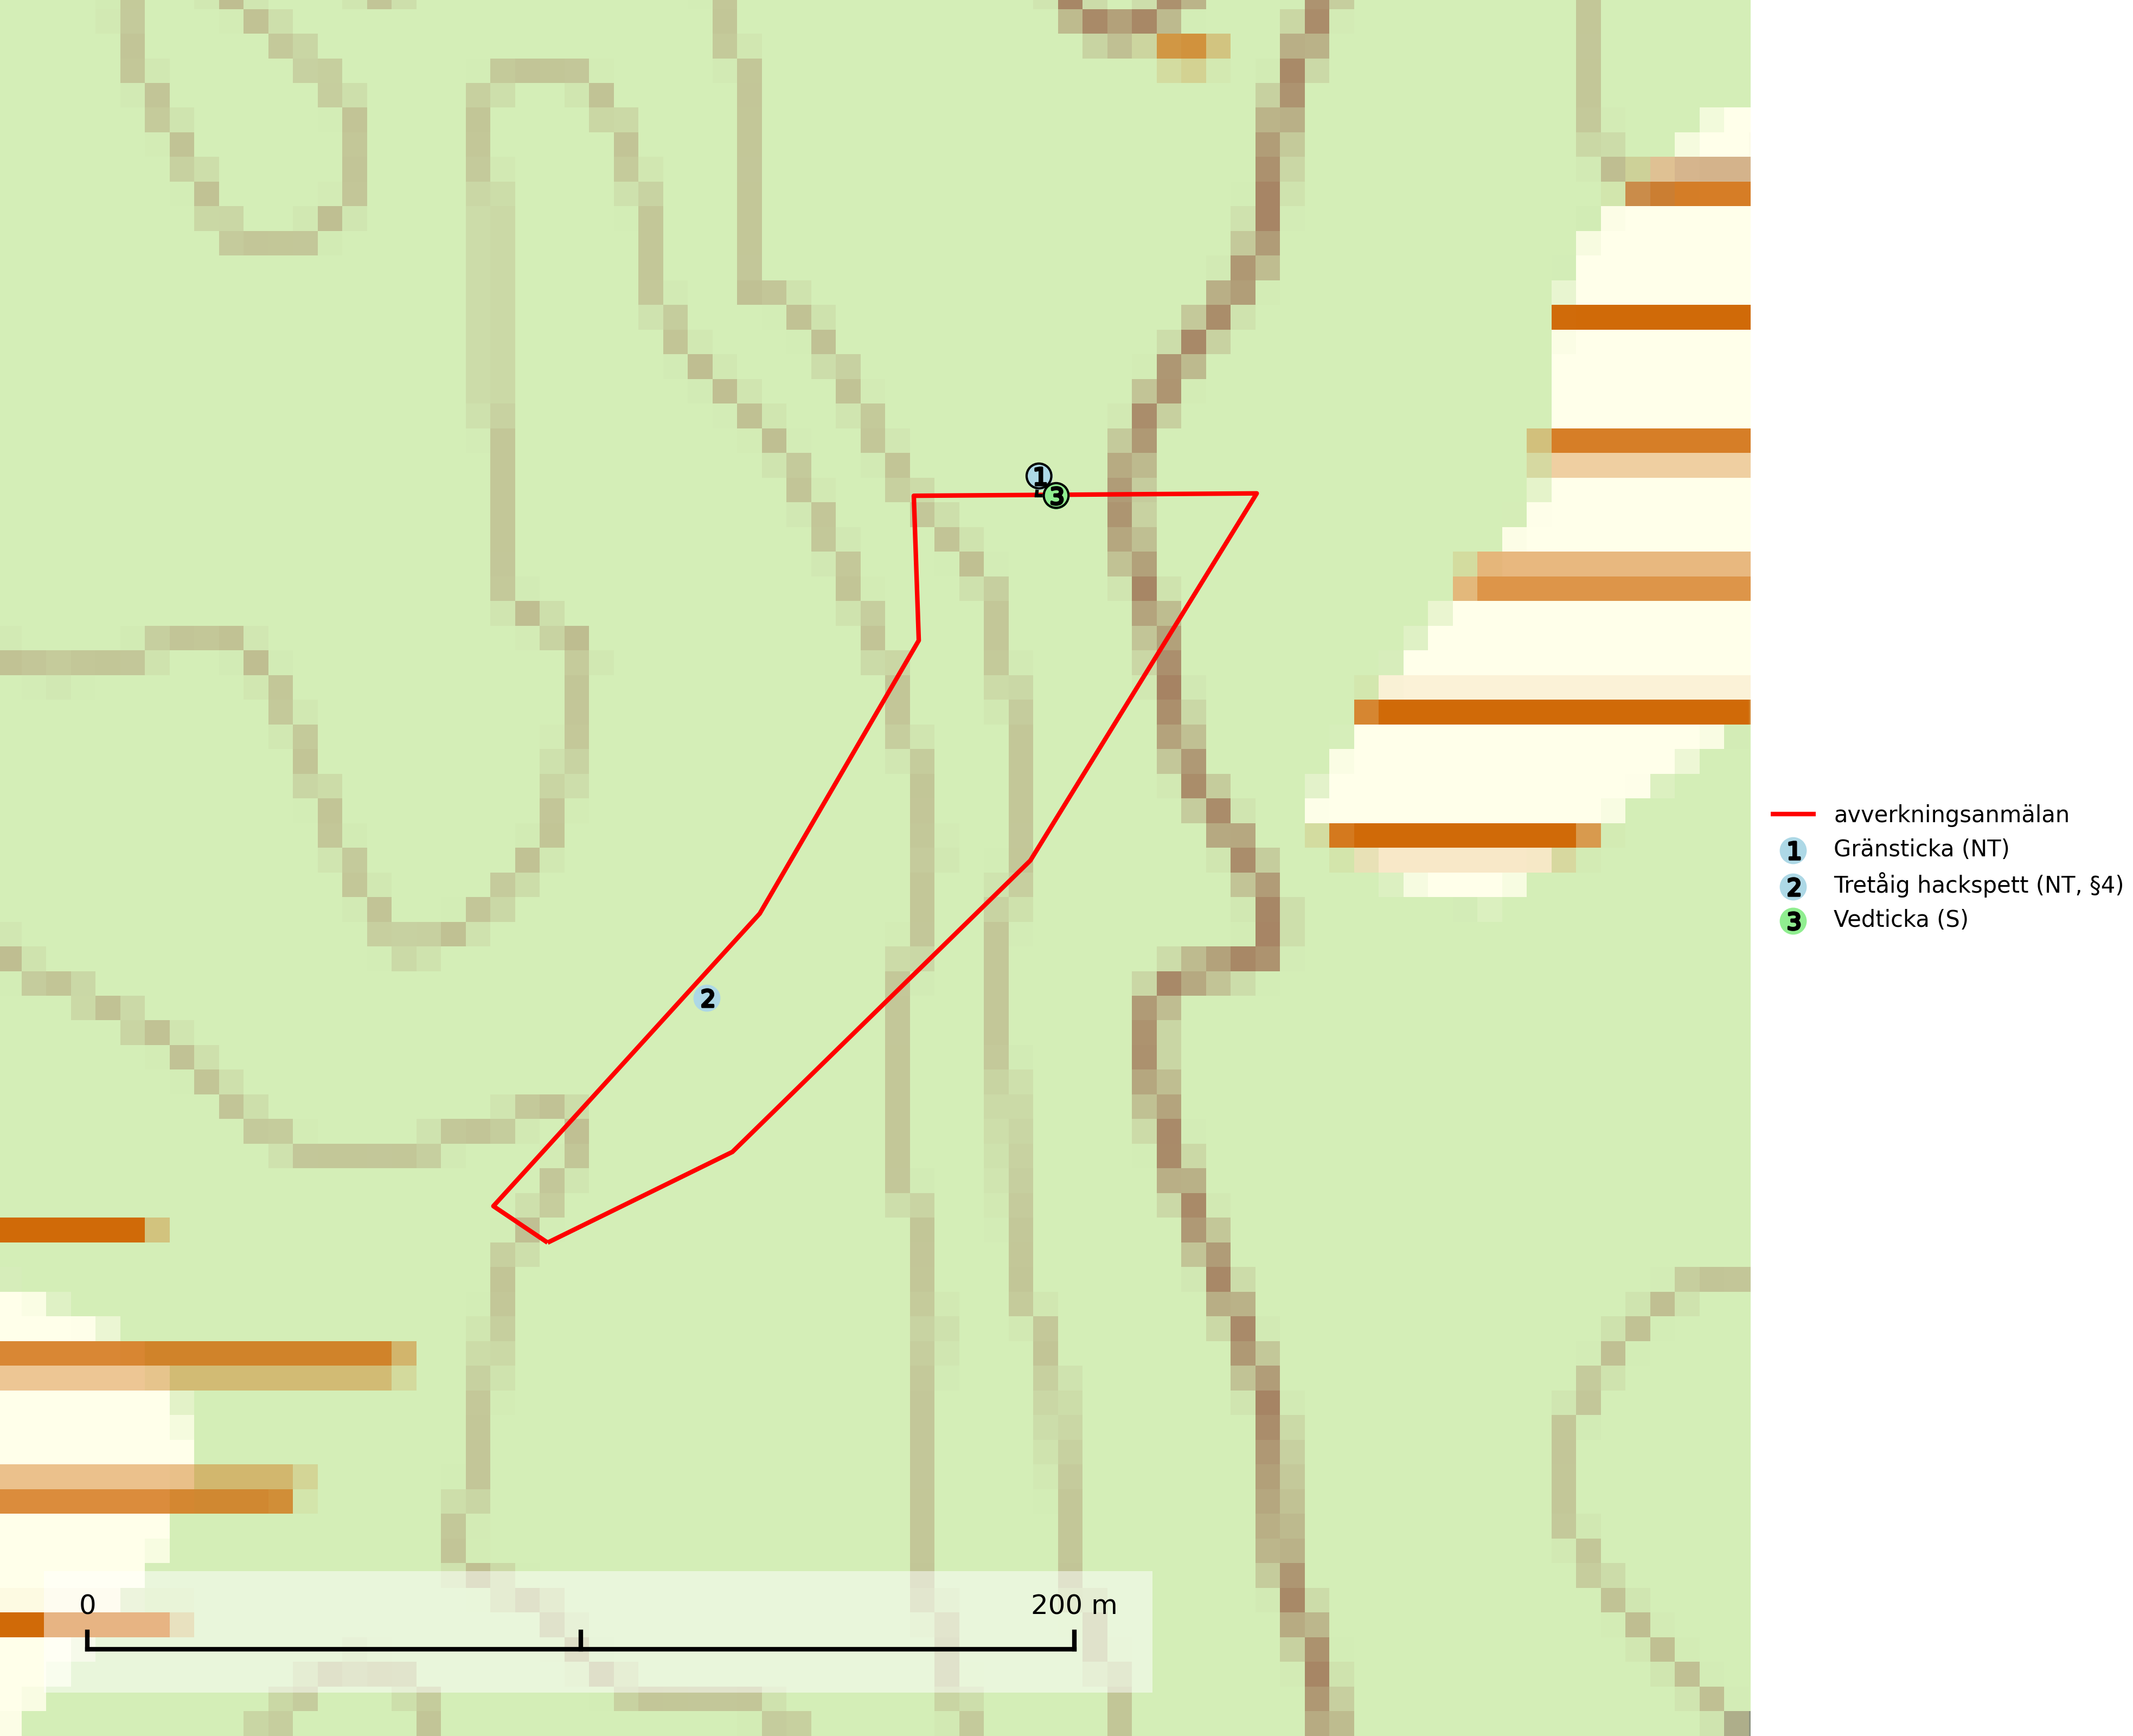 1
3
2
avverkningsanmälan
1 Gränsticka (NT)
2 Tretåig hackspett (NT, §4)
3 Vedticka (S)
0 200 m